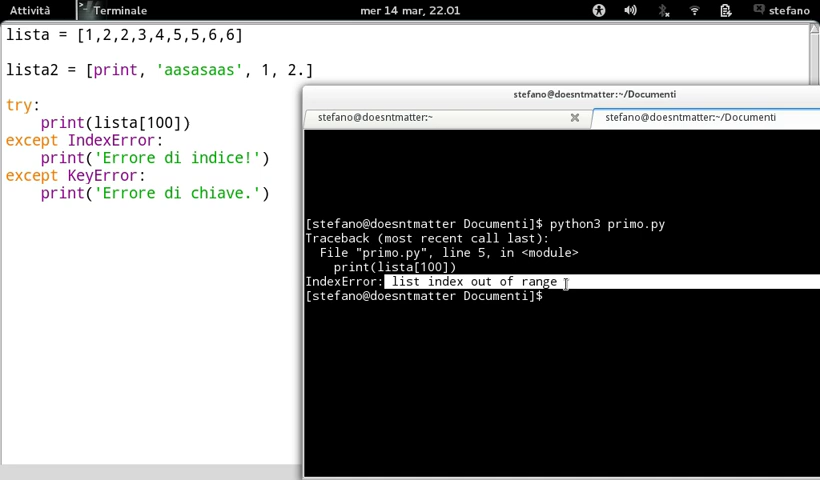 Attività
Terminale
mer 14 mar, 22.01
stefano
lista = [1,2,2,3,4,5,5,6,6]
lista2 = [print, 'aasasaas', 1, 2.]
try:
    print(lista[100])
except IndexError:
    print('Errore di indice!')
except KeyError:
    print('Errore di chiave.')
stefano@doesntmatter:~/Documenti
stefano@doesntmatter:~
stefano@doesntmatter:~/Documenti
[stefano@doesntmatter Documenti]$ python3 primo.py
Traceback (most recent call last):
  File "primo.py", line 5, in <module>
    print(lista[100])
IndexError: list index out of range
[stefano@doesntmatter Documenti]$